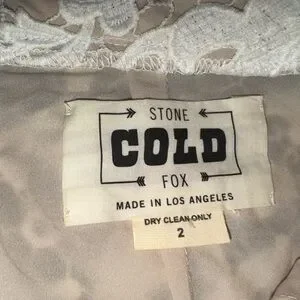 STONE
COLD
FOX
MADE IN LOS ANGELES
DRY CLEAN ONLY
2